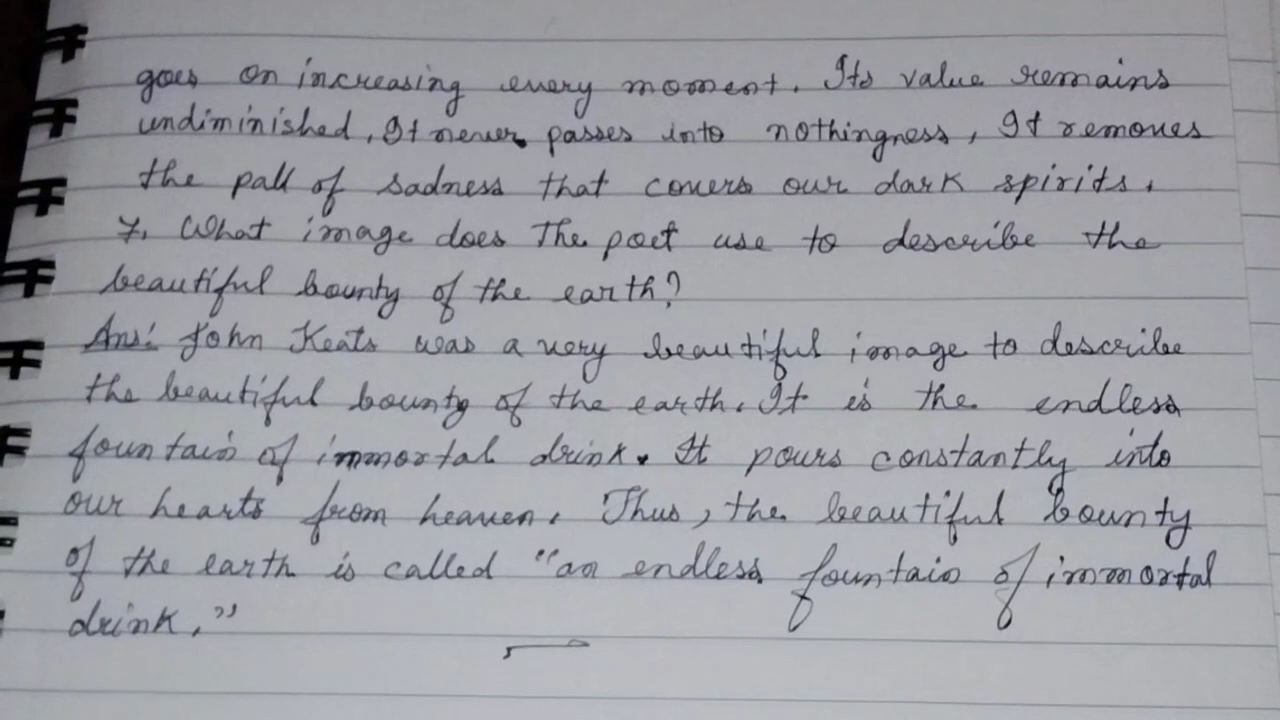 goes on increasing every moment. Its value remains
undiminished, It never passes into nothingness, It removes
the pall of sadness that covers our dark spirits.
7. What image does The poet use to describe the
beautiful bounty of the earth?
Ans: John Keats was a very beautiful image to describe
the beautiful bounty of the earth. It is the endless
fountain of immortal drink. It pours constantly into
our hearts from heaven. Thus, the beautiful bounty
of the earth is called "an endless fountain of immortal
drink."